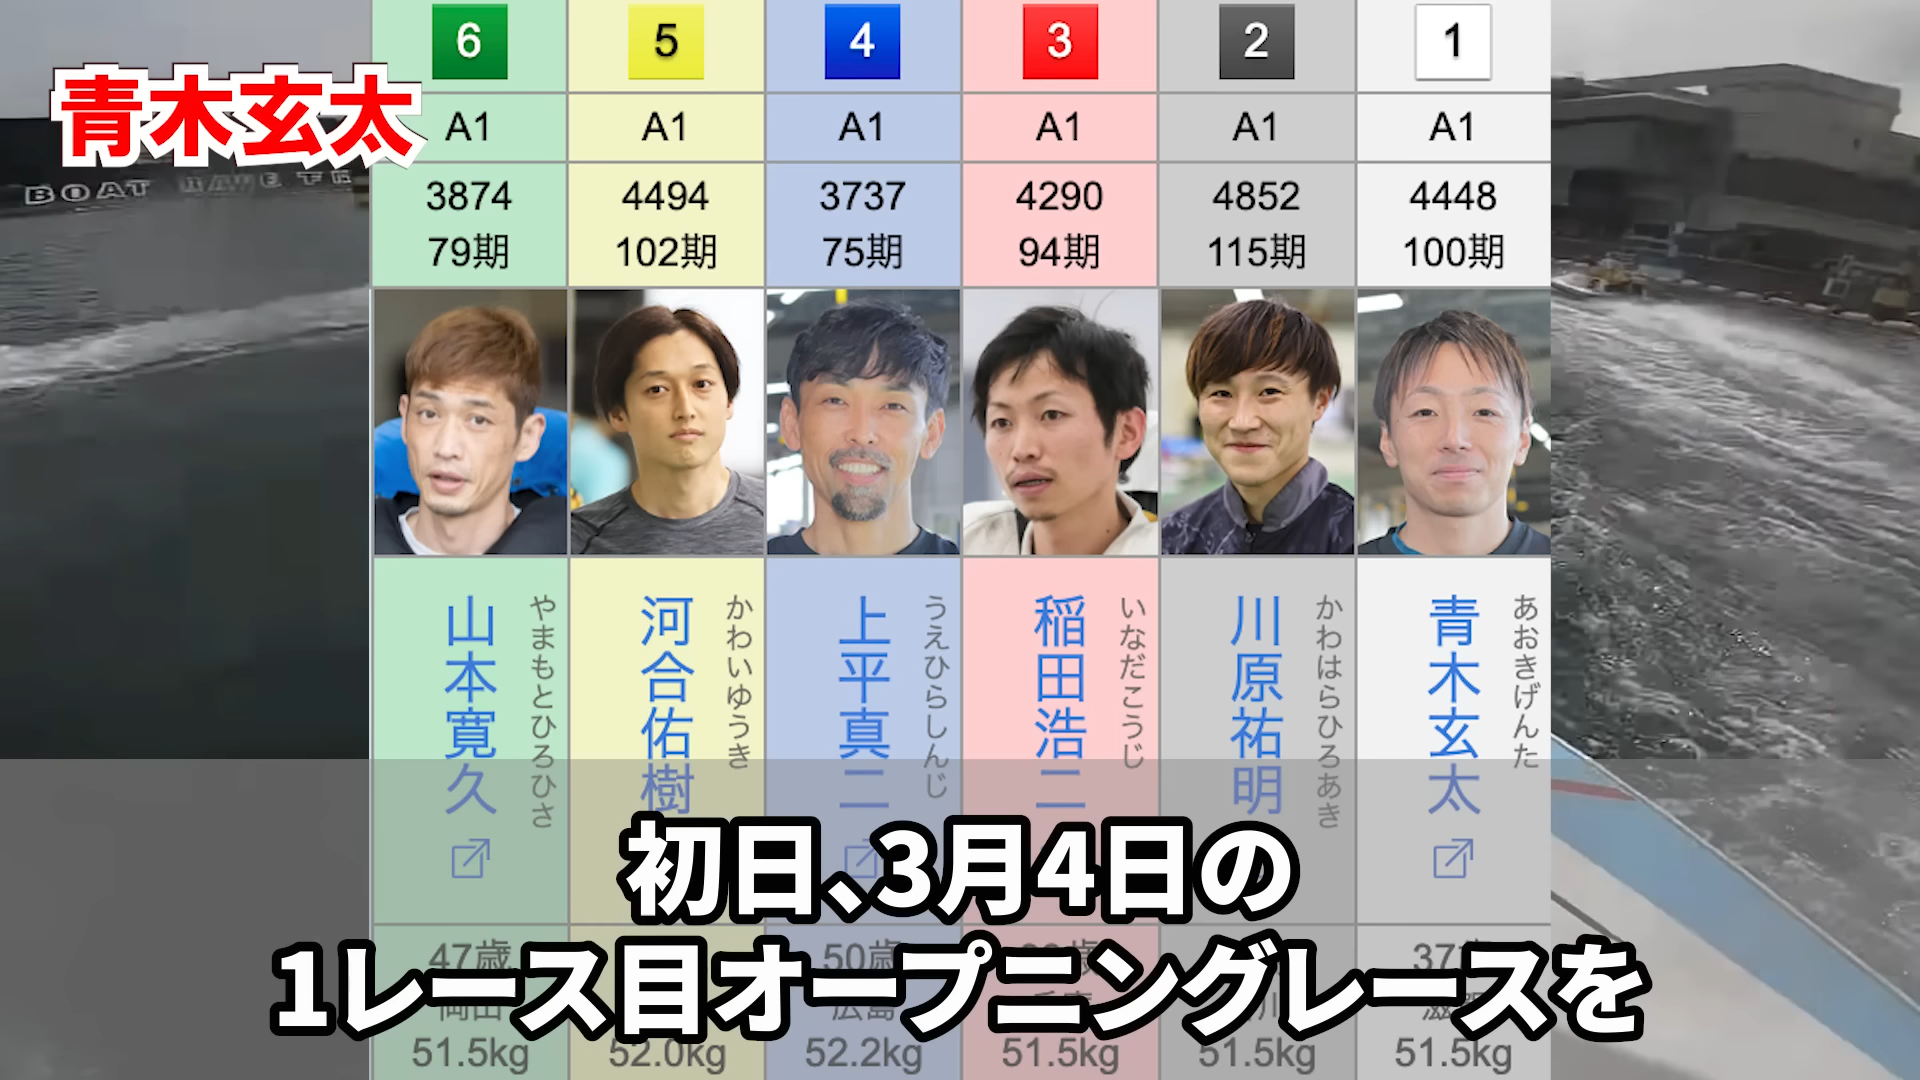 青木玄太
6 5 4 3 2 1
A1 A1 A1 A1 A1 A1
3874 4494 3737 4290 4852 4448
79期 102期 75期 94期 115期 100期
山本寛久 河合佑樹 上平真二 稲田浩二 川原祐明 青木玄太
やまもとひろひさ かわいゆうき うえひらしんじ いなだこうじ かわはらひろあき あおきげんた
初日、3月4日の
47歳 50歳
1レース目オープニングレースを
51.5kg 52.0kg 52.2kg 51.5kg 51.5kg 51.5kg
BOAT